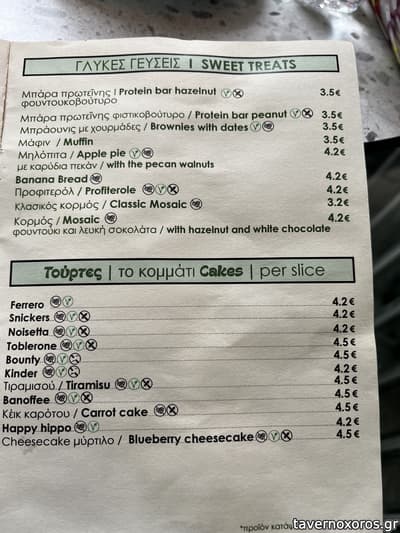 ΓΛΥΚΕΣ ΓΕΥΣΕΙΣ | SWEET TREATS
Μπάρα πρωτεΐνης | Protein bar hazelnut 3.5€
φουντουκοβούτυρο
Μπάρα πρωτεΐνης φιστικοβούτυρο / Protein bar peanut 3.5€
Μπράουνις με χουρμάδες / Brownies with dates 3.5€
Μάφιν / Muffin 3.5€
Μηλόπιτα / Apple pie 4.2€
με καρύδια πεκάν / with the pecan walnuts
Banana Bread 4.2€
Προφιτερόλ / Profiterole 4.2€
Κλασικός κορμός / Classic Mosaic 3.2€
Κορμός / Mosaic 4.2€
φουντούκι και λευκή σοκολάτα / with hazelnut and white chocolate
Τούρτες | το κομμάτι Cakes | per slice
Ferrero 4.2€
Snickers 4.2€
Noisetta 4.2€
Toblerone 4.5€
Bounty 4.5€
Kinder 4.2€
Τιραμισού / Tiramisu 4.5€
Banoffee 4.5€
Κέικ καρότου / Carrot cake 4.5€
Happy hippo 4.2€
Cheesecake μύρτιλο / Blueberry cheesecake 4.5€
*προϊόν
tavernoxoros.gr